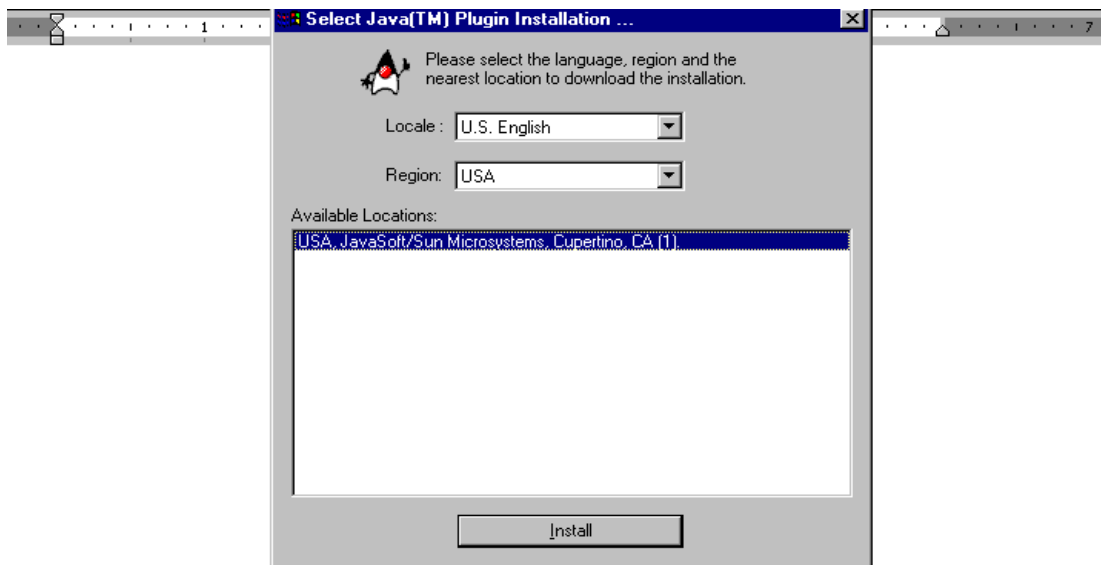 Select Java(TM) Plugin Installation ...
1
7
Please select the language, region and the
nearest location to download the installation.
Locale : U.S. English
Region: USA
Available Locations:
USA, JavaSoft/Sun Microsystems, Cupertino, CA (1).
Install